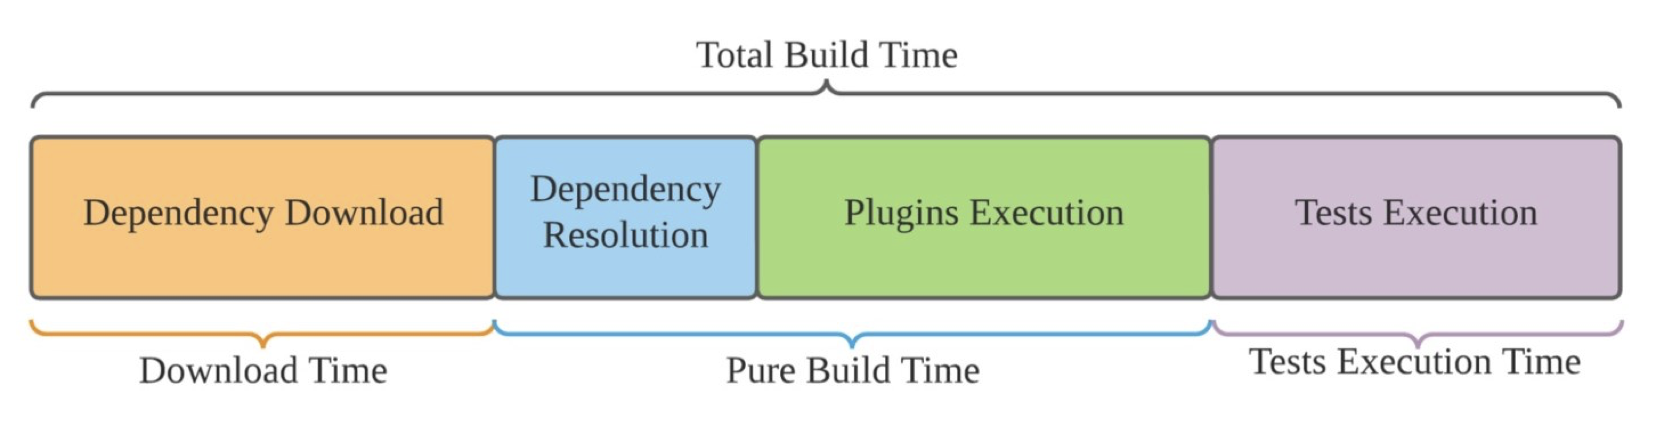 Total Build Time
Dependency Download
Dependency
Resolution
Plugins Execution
Tests Execution
Download Time
Pure Build Time
Tests Execution Time